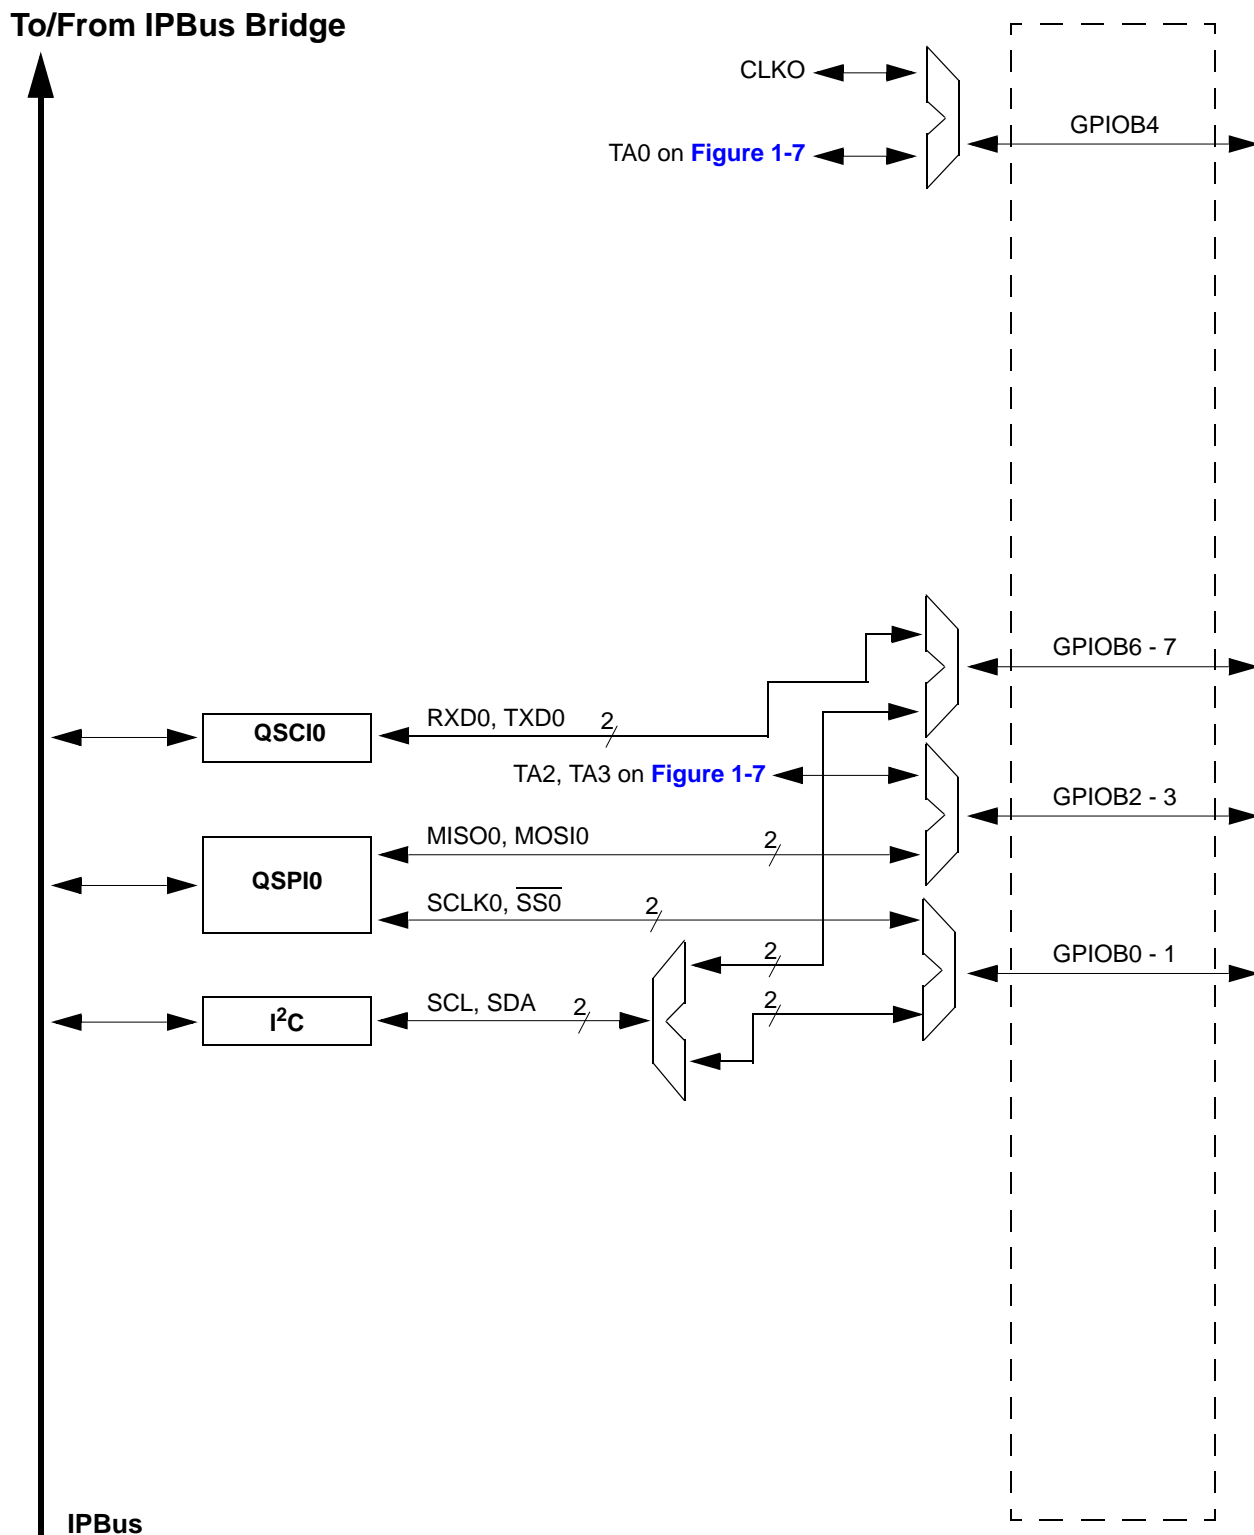 To/From IPBus Bridge
CLKO
GPIOB4
TA0 on Figure 1-7
GPIOB6 - 7
RXD0, TXD0
2
QSCI0
TA2, TA3 on Figure 1-7
GPIOB2 - 3
MISO0, MOSI0
2
QSPI0
SCLK0, S̅S̅0̅
2
GPIOB0 - 1
2
I²C
SCL, SDA
2
2
IPBus